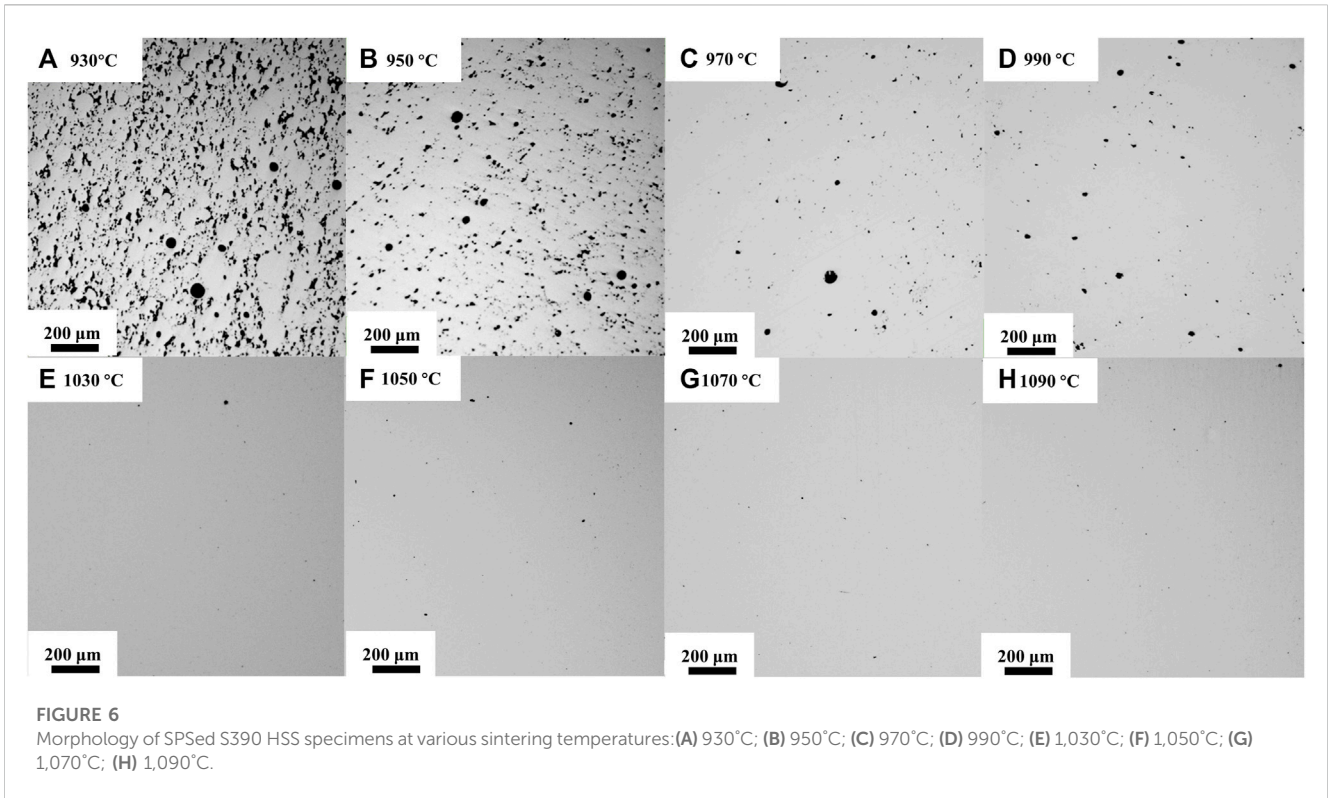 A 930°C
B 950 °C
C 970 °C
D 990 °C
200 µm
200 µm
200 µm
200 µm
E 1030 °C
F 1050 °C
G 1070 °C
H 1090 °C
200 µm
200 µm
200 µm
200 µm
FIGURE 6
Morphology of SPSed S390 HSS specimens at various sintering temperatures:(A) 930°C; (B) 950°C; (C) 970°C; (D) 990°C; (E) 1,030°C; (F) 1,050°C; (G)
1,070°C; (H) 1,090°C.